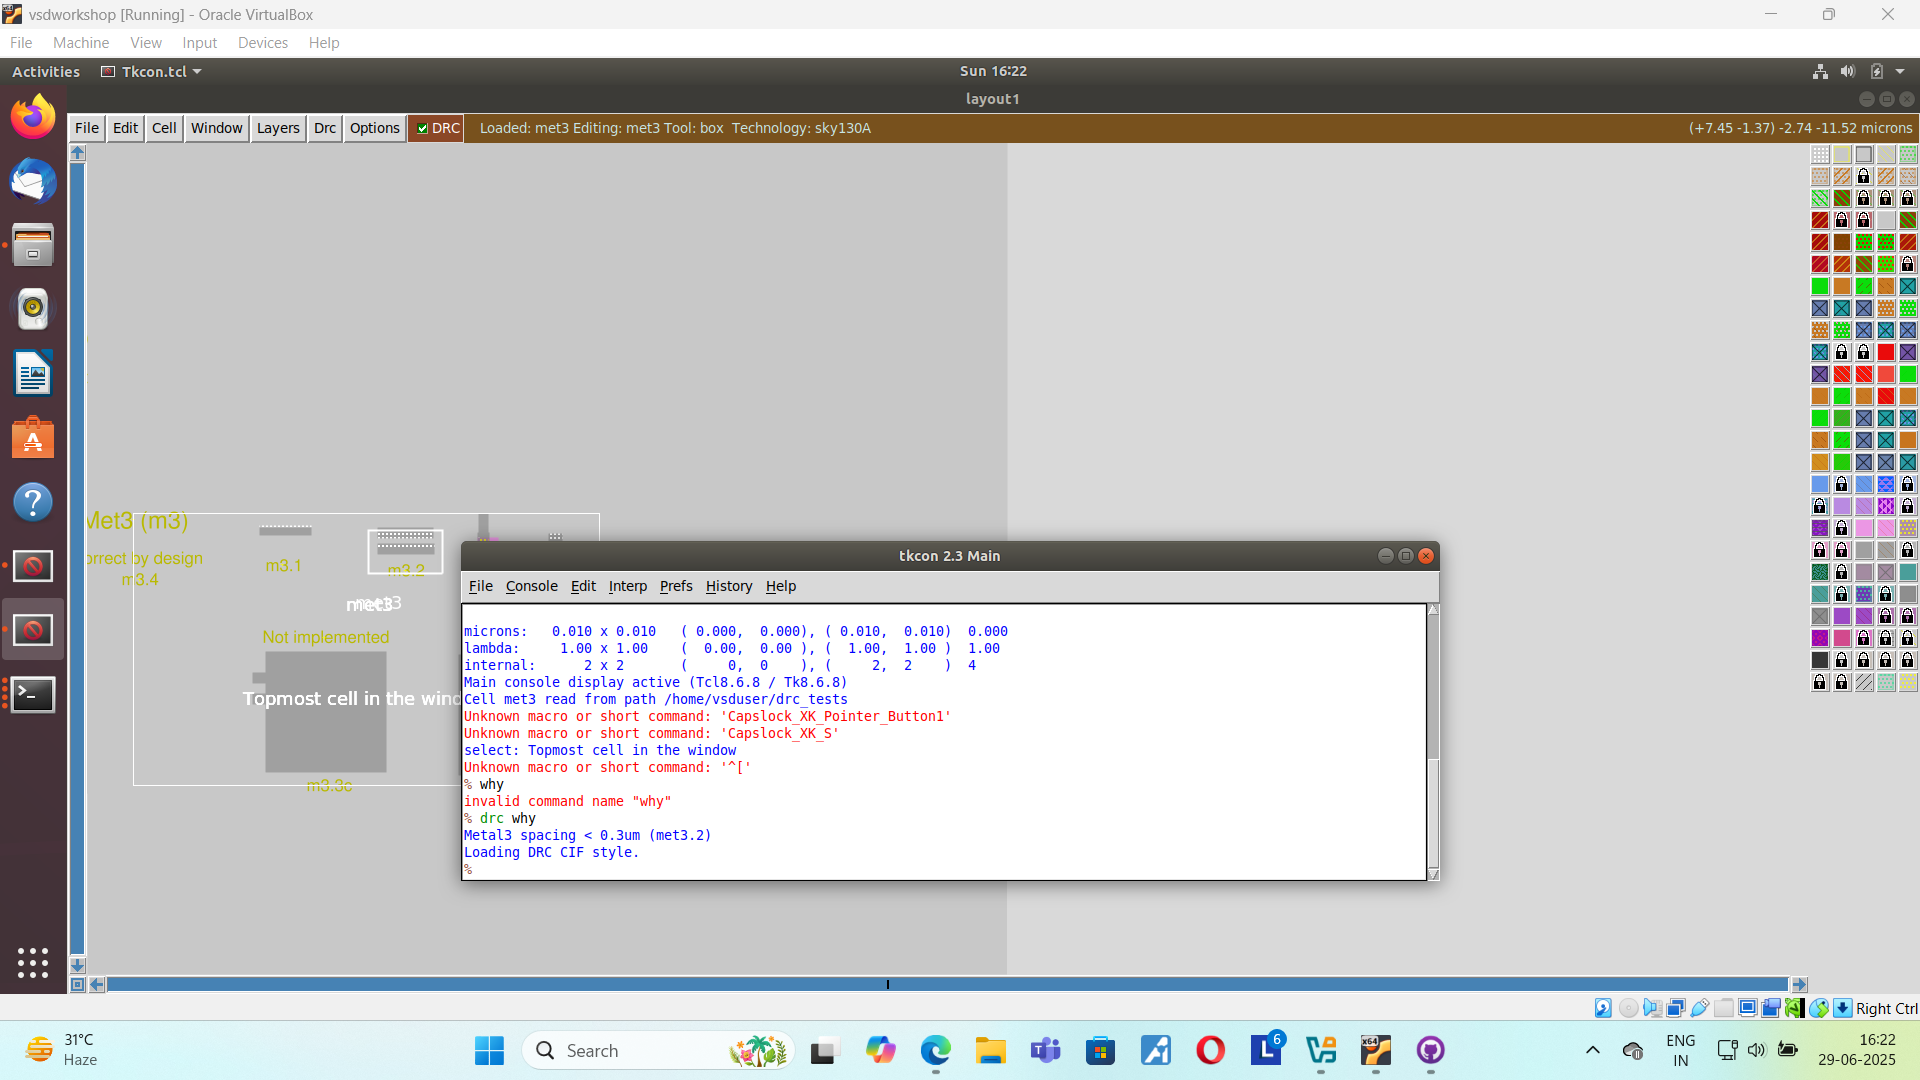 vsdworkshop [Running] - Oracle VirtualBox
File Machine View Input Devices Help
Activities Tkcon.tcl Sun 16:22
layout1
File Edit Cell Window Layers Drc Options DRC Loaded: met3 Editing: met3 Tool: box Technology: sky130A (+7.45 -1.37) -2.74 -11.52 microns
Met3 (m3)
orrect by design
m3.4
m3.1
m3.2
met3
met3
Not implemented
Topmost cell in the wind
m3.3c
tkcon 2.3 Main
File Console Edit Interp Prefs History Help
microns: 0.010 x 0.010 ( 0.000, 0.000), ( 0.010, 0.010) 0.000
lambda: 1.00 x 1.00 ( 0.00, 0.00 ), ( 1.00, 1.00 ) 1.00
internal: 2 x 2 ( 0, 0 ), ( 2, 2 ) 4
Main console display active (Tcl8.6.8 / Tk8.6.8)
Cell met3 read from path /home/vsduser/drc_tests
Unknown macro or short command: 'Capslock_XK_Pointer_Button1'
Unknown macro or short command: 'Capslock_XK_S'
select: Topmost cell in the window
Unknown macro or short command: '^['
% why
invalid command name "why"
% drc why
Metal3 spacing < 0.3um (met3.2)
Loading DRC CIF style.
%
Right Ctrl
31°C
Haze
Search
6
ENG
IN
16:22
29-06-2025